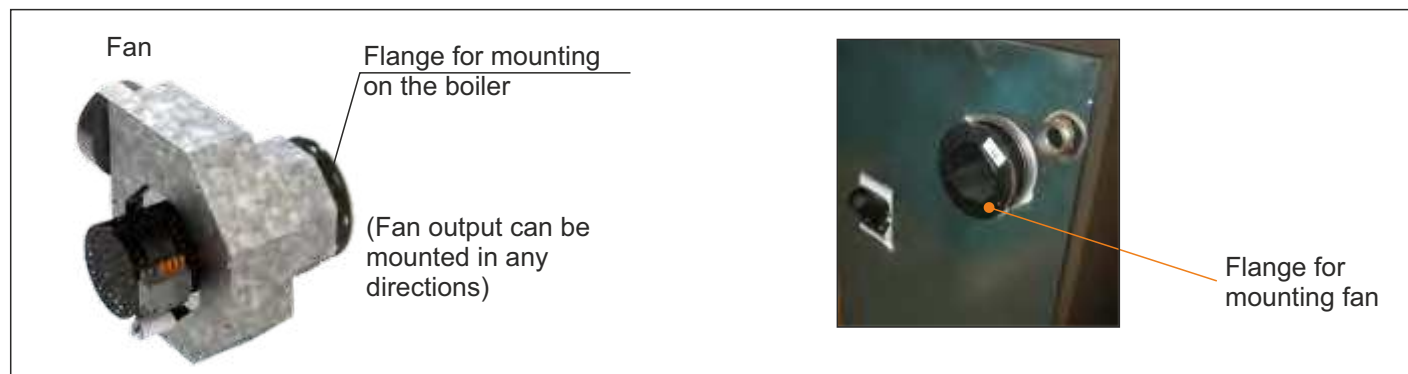 Fan
Flange for mounting
on the boiler
(Fan output can be
mounted in any
directions)
Flange for
mounting fan